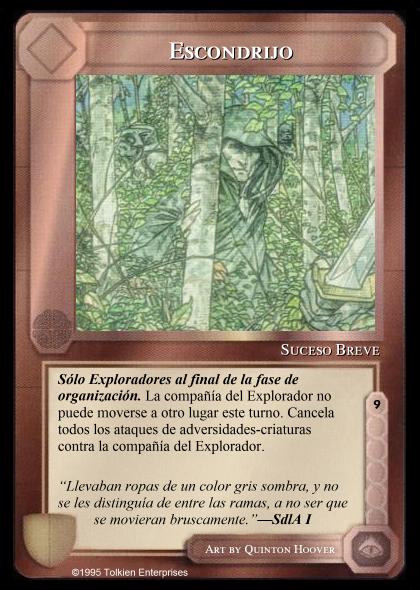 Escondrijo
Suceso Breve
Sólo Exploradores al final de la fase de
organización. La compañía del Explorador no
puede moverse a otro lugar este turno. Cancela
todos los ataques de adversidades-criaturas
contra la compañía del Explorador.
9
“Llevaban ropas de un color gris sombra, y no
se les distinguía de entre las ramas, a no ser que
se movieran bruscamente.”—SdlA I
Art by Quinton Hoover
©1995 Tolkien Enterprises